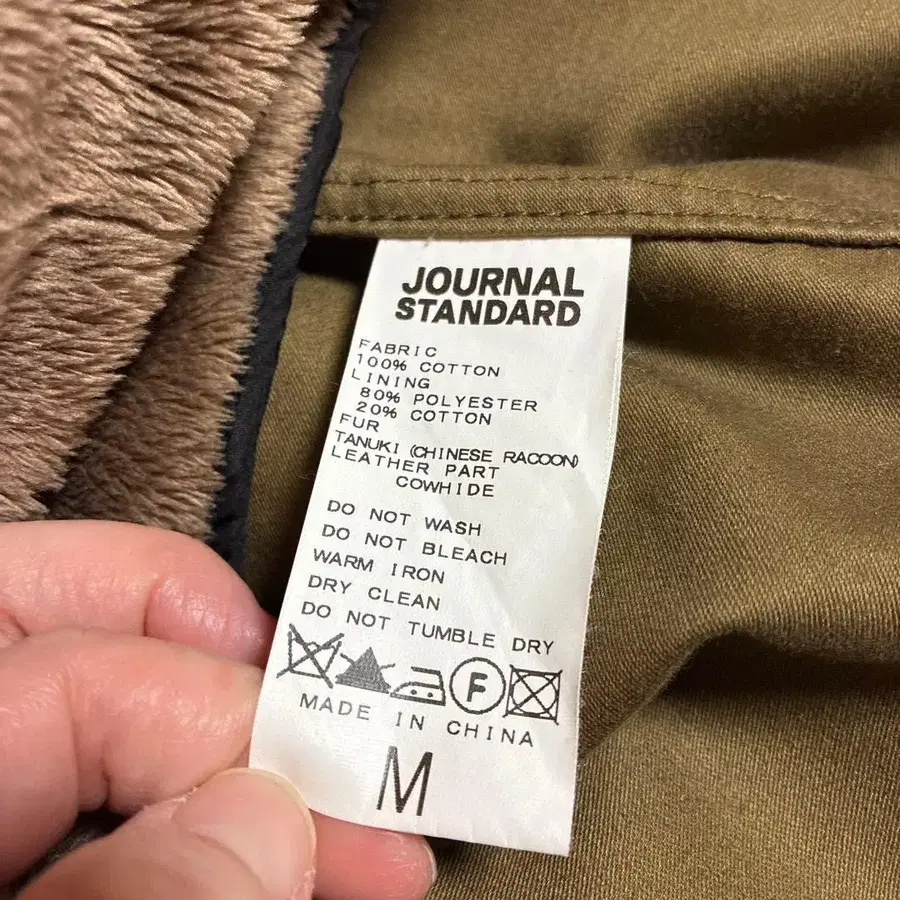 JOURNAL
STANDARD
FABRIC
100% COTTON
LINING
80% POLYESTER
20% COTTON
FUR
TANUKI (CHINESE RACOON)
LEATHER PART
COWHIDE
DO NOT WASH
DO NOT BLEACH
WARM IRON
DRY CLEAN
DO NOT TUMBLE DRY
F
MADE IN CHINA
M